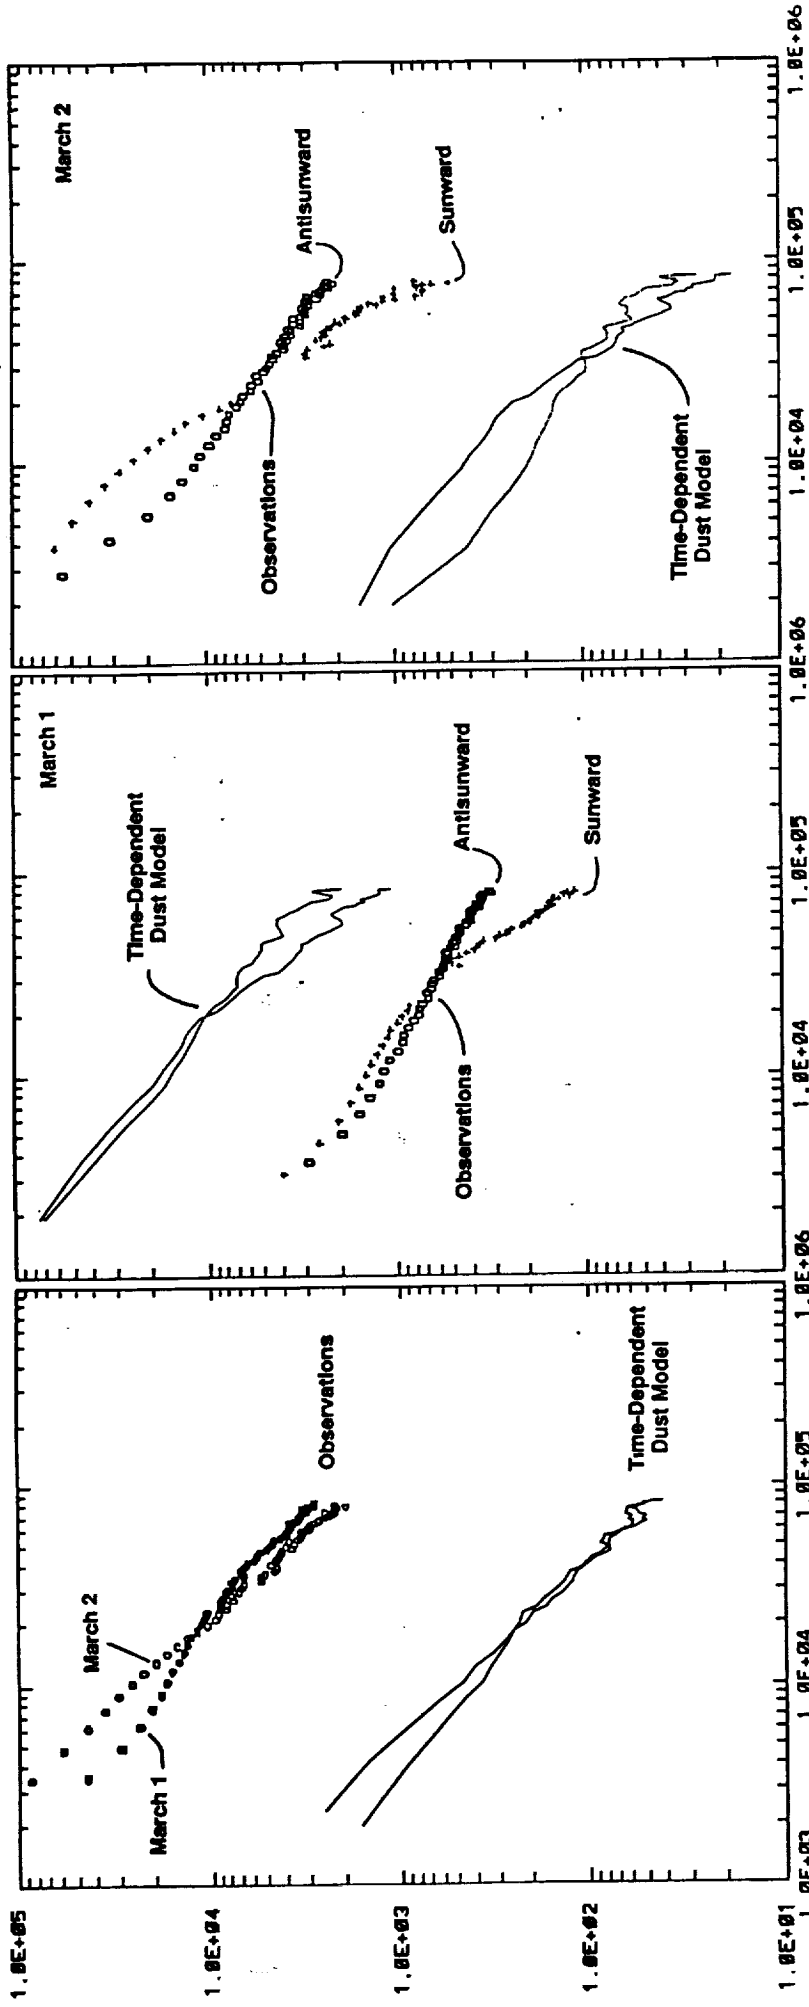 1.0E+05
1.0E+04
1.0E+03
1.0E+02
1.0E+01
March 2
March 1
Observations
Time-Dependent
Dust Model
1.0E+04
1.0E+05
1.0E+06
March 1
Time-Dependent
Dust Model
Antisunward
Sunward
Observations
1.0E+04
1.0E+05
1.0E+06
March 2
Antisunward
Sunward
Observations
Time-Dependent
Dust Model
1.0E+04
1.0E+05
1.0E+06